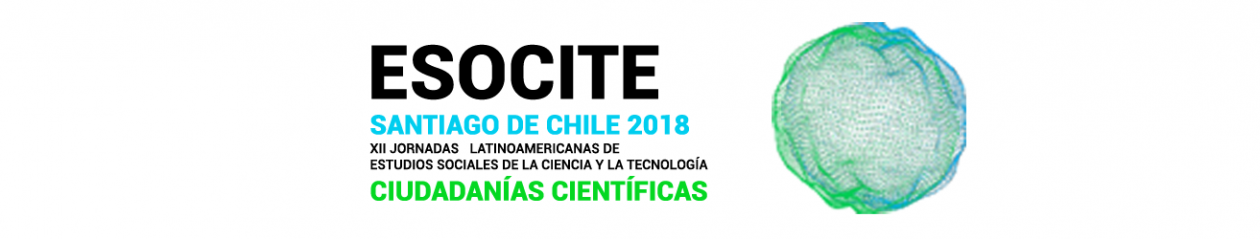 ESOCITE
SANTIAGO DE CHILE 2018
XII JORNADAS LATINOAMERICANAS DE
ESTUDIOS SOCIALES DE LA CIENCIA Y LA TECNOLOGÍA
CIUDADANÍAS CIENTÍFICAS